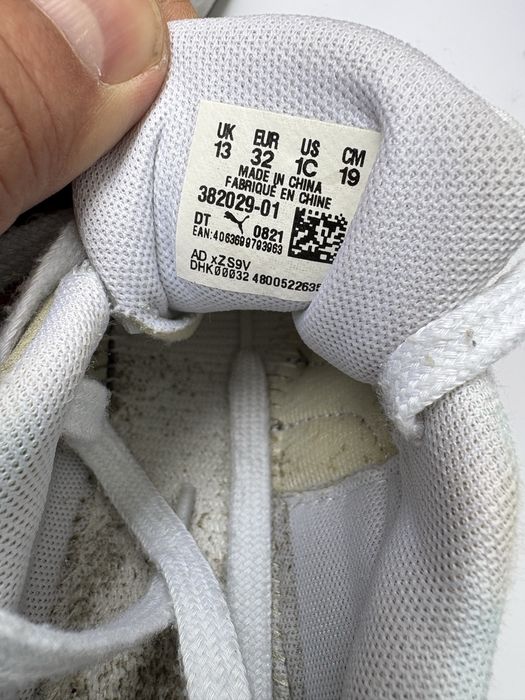 UK EUR US CM
13 32 1C 19
MADE IN CHINA
FABRIQUÉ EN CHINE
382029-01
DT 0821
EAN:4063699793963
AD xZS9V
DHK00032 4800522635